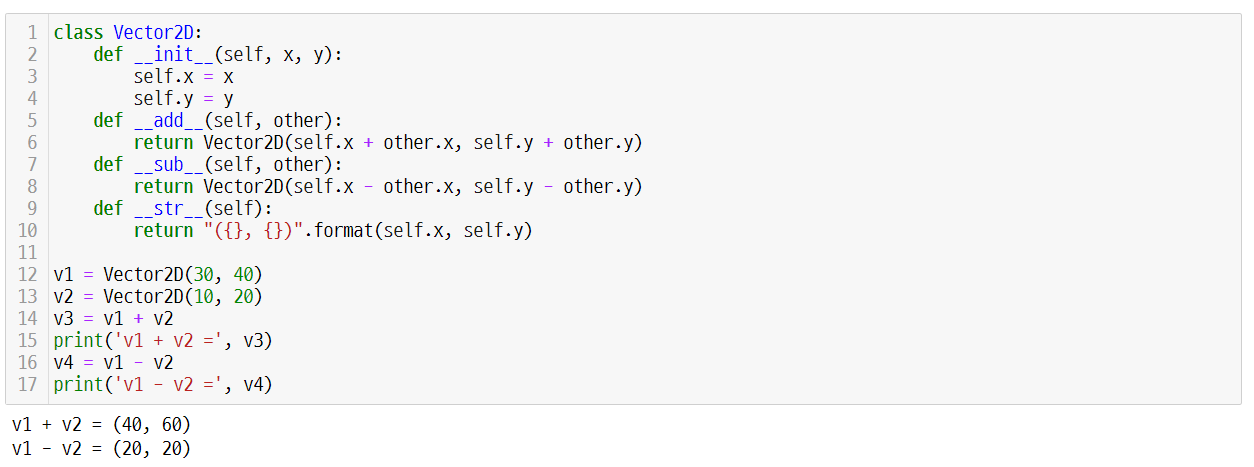 1 class Vector2D:
2     def __init__(self, x, y):
3         self.x = x
4         self.y = y
5     def __add__(self, other):
6         return Vector2D(self.x + other.x, self.y + other.y)
7     def __sub__(self, other):
8         return Vector2D(self.x - other.x, self.y - other.y)
9     def __str__(self):
10         return "({}, {})".format(self.x, self.y)
11
12 v1 = Vector2D(30, 40)
13 v2 = Vector2D(10, 20)
14 v3 = v1 + v2
15 print('v1 + v2 =', v3)
16 v4 = v1 - v2
17 print('v1 - v2 =', v4)
v1 + v2 = (40, 60)
v1 - v2 = (20, 20)